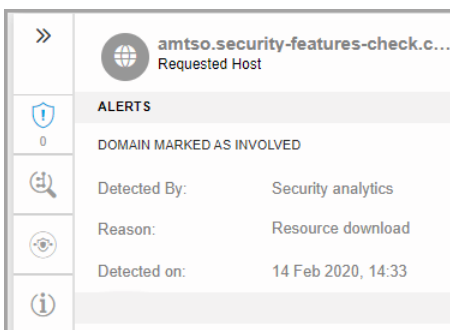 amtso.security-features-check.c...
Requested Host
ALERTS
0
DOMAIN MARKED AS INVOLVED
Detected By: Security analytics
Reason: Resource download
Detected on: 14 Feb 2020, 14:33